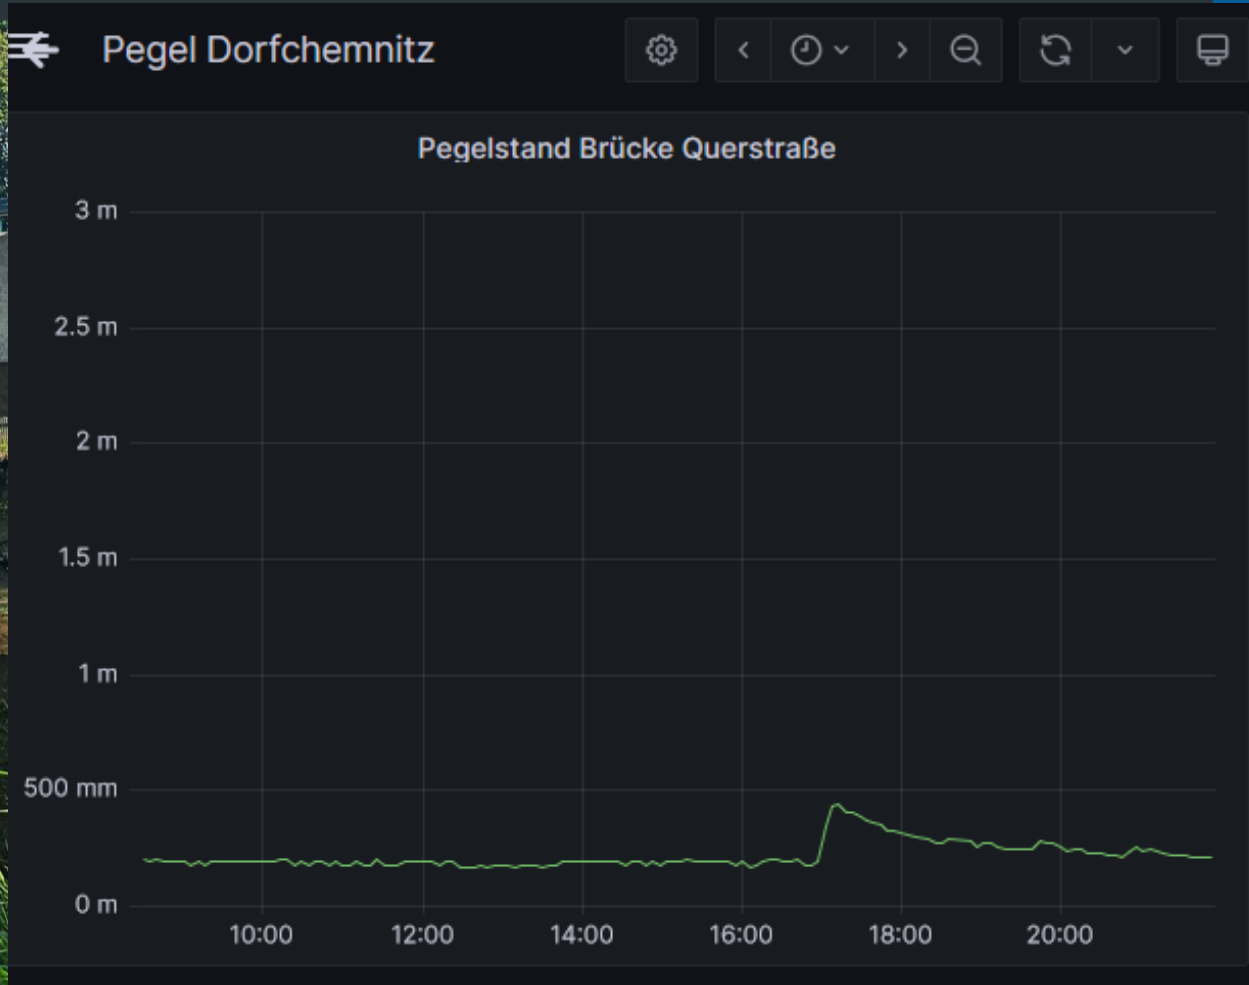 Pegel Dorfchemnitz
Pegelstand Brücke Querstraße
3 m
2.5 m
2 m
1.5 m
1 m
500 mm
0 m
10:00 12:00 14:00 16:00 18:00 20:00